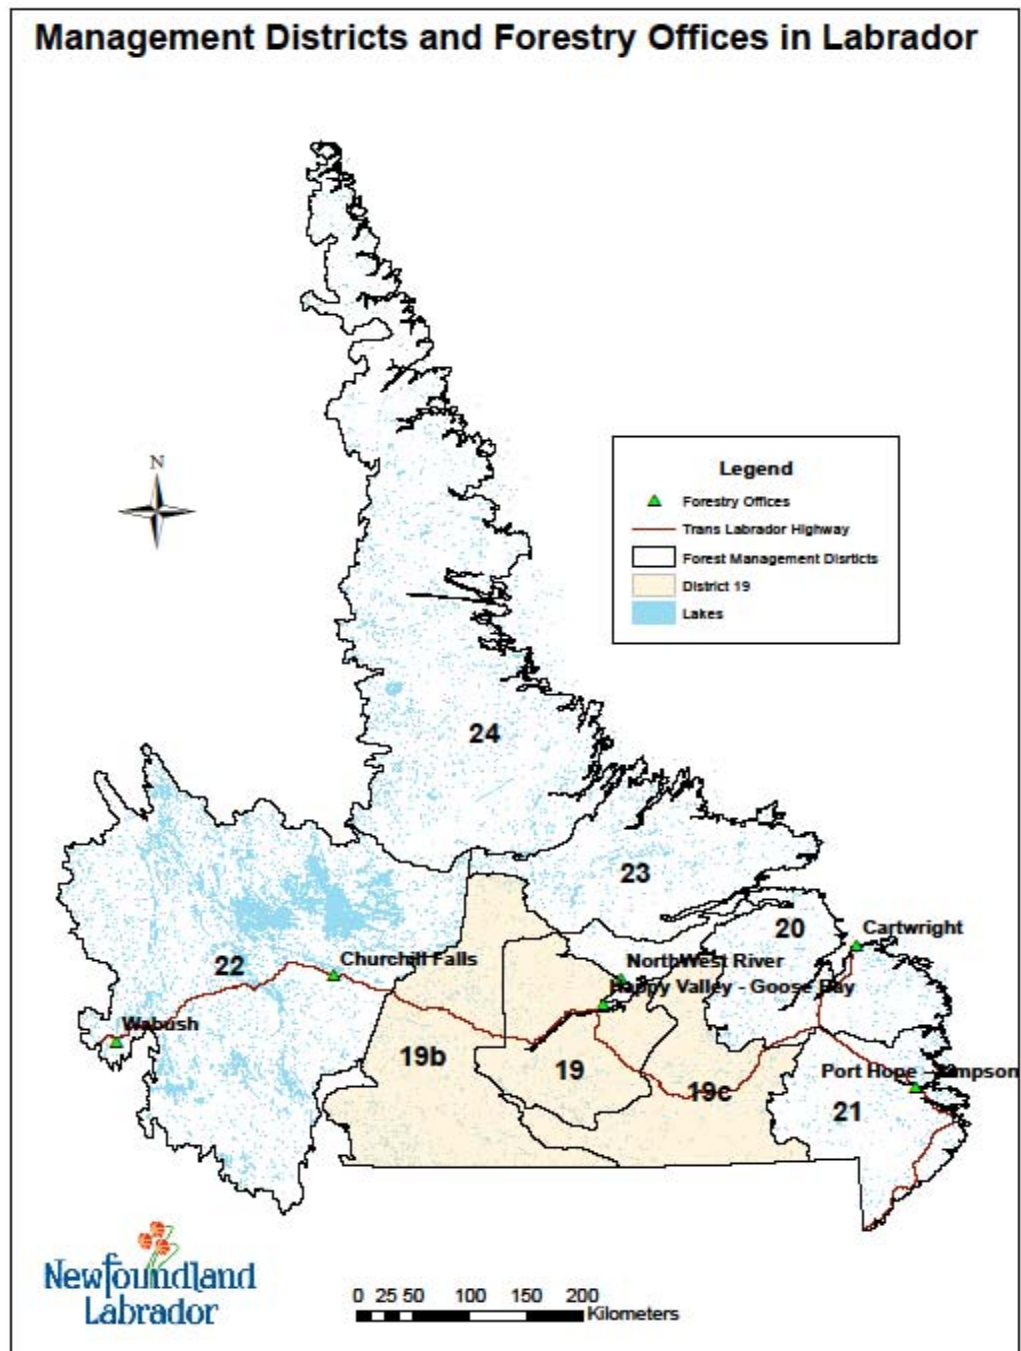 Management Districts and Forestry Offices in Labrador
N
Legend
Forestry Offices
Trans Labrador Highway
Forest Management Disrticts
District 19
Lakes
24
23
20
Cartwright
22
Churchill Falls
NorthWest River
Happy Valley - Goose Bay
Wabush
19b
19
19c
Port Hope - Simpson
21
Newfoundland
Labrador
0 25 50 100 150 200
Kilometers